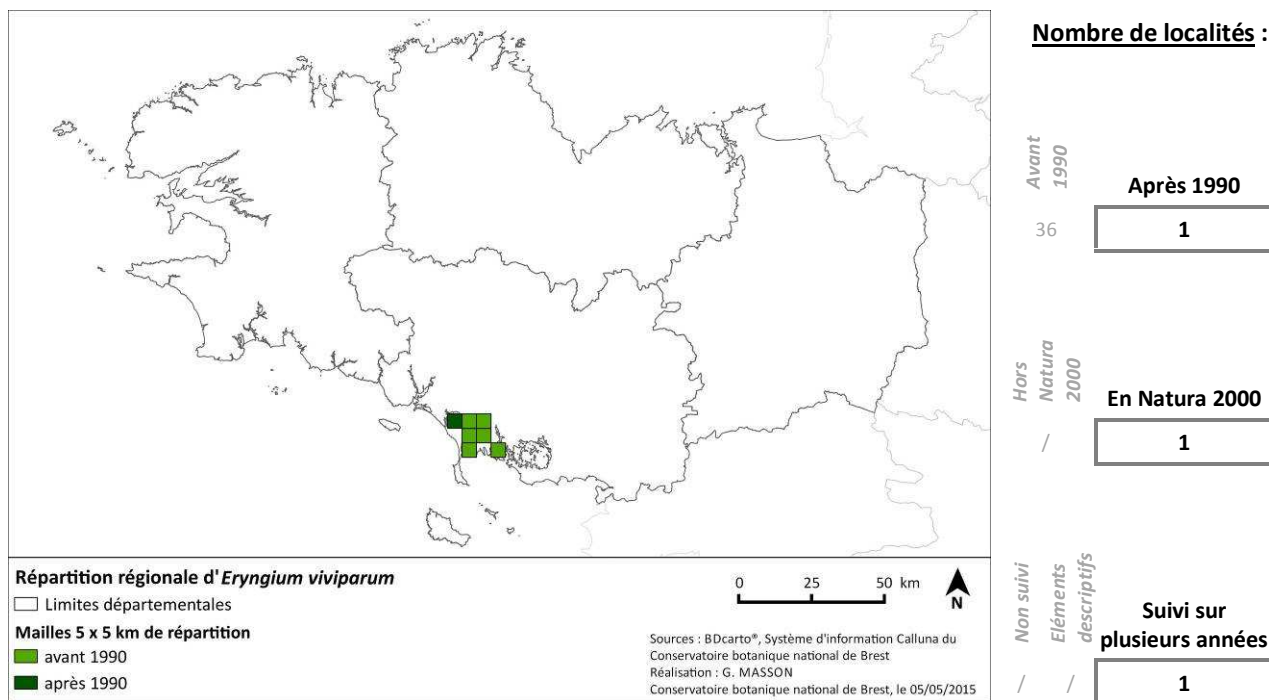 Répartition régionale d'Eryngium viviparum
Limites départementales
Mailles 5 x 5 km de répartition
avant 1990
après 1990
0 25 50 km
N
Sources : BDcarto®, Système d'information Calluna du
Conservatoire botanique national de Brest
Réalisation : G. MASSON
Conservatoire botanique national de Brest, le 05/05/2015
Nombre de localités :
Avant
1990
Après 1990
36
1
Hors
Natura
2000
En Natura 2000
/
1
Non suivi
Eléments
descriptifs
Suivi sur
plusieurs années
/ /
1